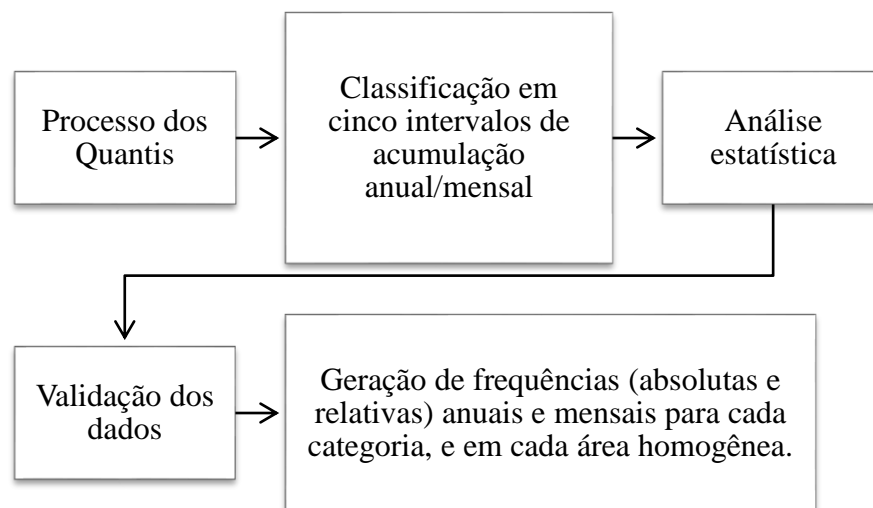 Processo dos
Quantis
Classificação em
cinco intervalos de
acumulação
anual/mensal
Análise
estatística
Validação dos
dados
Geração de frequências (absolutas e
relativas) anuais e mensais para cada
categoria, e em cada área homogênea.